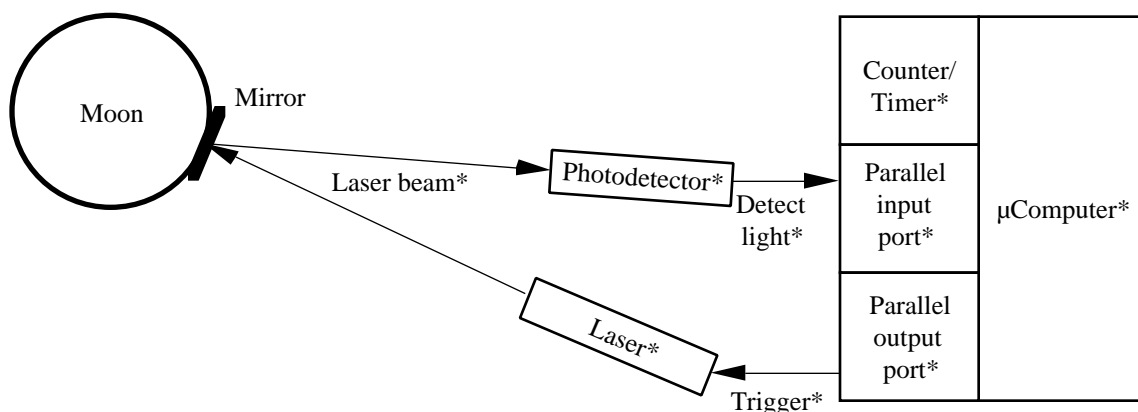 Moon
Mirror
Laser beam*
Photodetector*
Detect
light*
Laser*
Trigger*
Counter/
Timer*
Parallel
input
port*
Parallel
output
port*
μComputer*